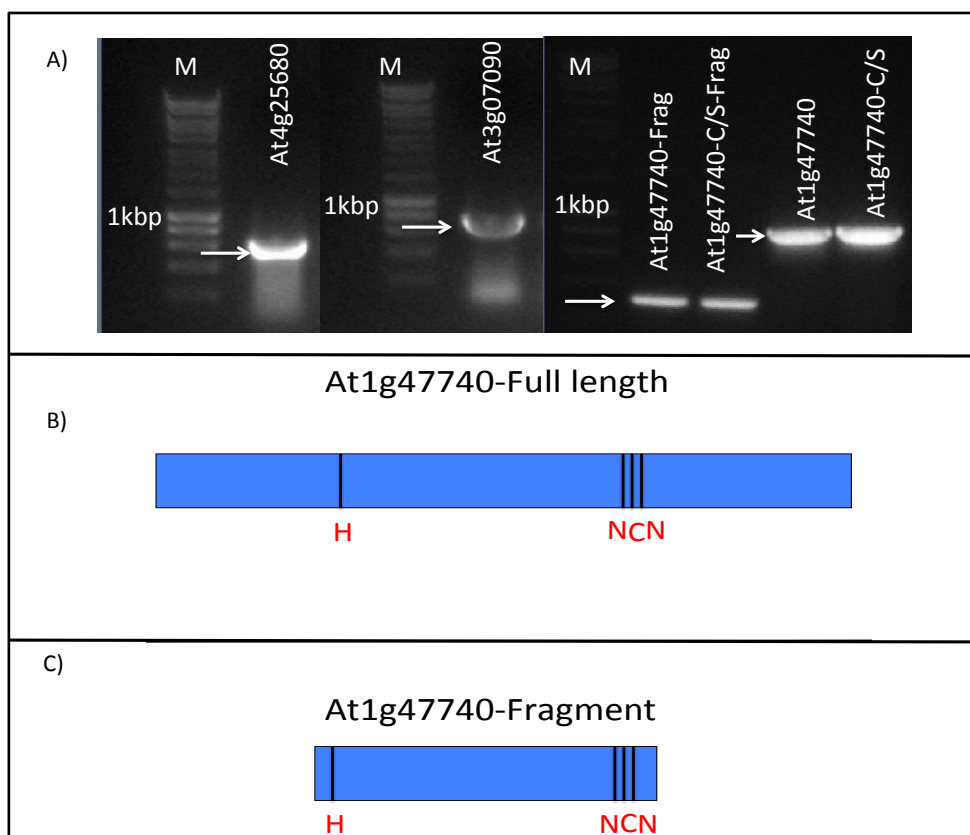 A)
M
At4g25680
1kbp
M
At3g07090
1kbp
M
At1g47740-Frag
At1g47740-C/S-Frag
At1g47740
At1g47740-C/S
1kbp
At1g47740-Full length
B)
H
NCN
C)
At1g47740-Fragment
H
NCN